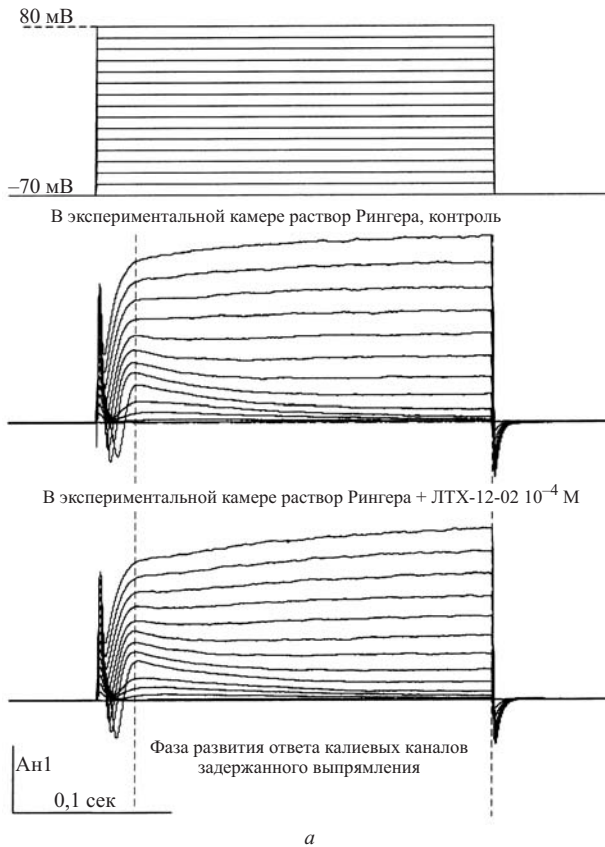 80 мВ
–70 мВ
В экспериментальной камере раствор Рингера, контроль
В экспериментальной камере раствор Рингера + ЛТХ-12-02 10⁻⁴ М
Фаза развития ответа калиевых каналов
задержанного выпрямления
Ан1
0,1 сек
а